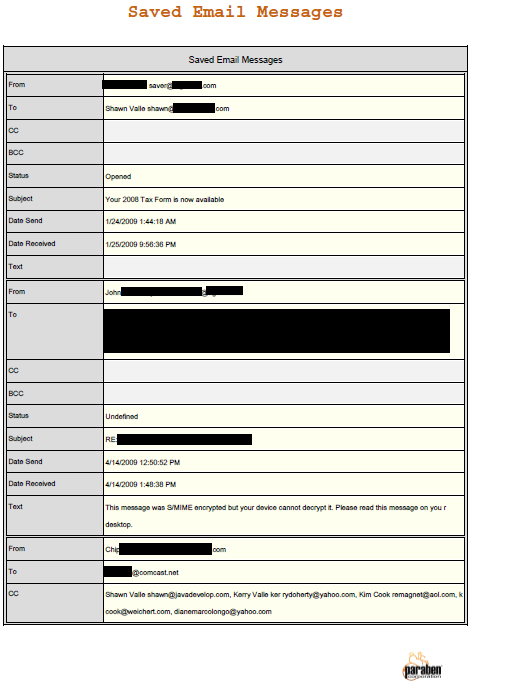 Saved Email Messages
Saved Email Messages
From saver@ .com
To Shawn Valle shawn@ com
CC
BCC
Status Opened
Subject Your 2008 Tax Form is now available
Date Send 1/24/2009 1:44:18 AM
Date Received 1/25/2009 9:56:36 PM
Text
From John
To
CC
BCC
Status Undefined
Subject RE:
Date Send 4/14/2009 12:50:52 PM
Date Received 4/14/2009 1:48:38 PM
Text This message was S/MIME encrypted but your device cannot decrypt it. Please read this message on you r
desktop.
From Chip .com
To @comcast.net
CC Shawn Valle shawn@javadevelop.com, Kerry Valle ker rydoherty@yahoo.com, Kim Cook remagnet@aol.com, k
cook@weichert.com, dianemarcolongo@yahoo.com
paraben
corporation